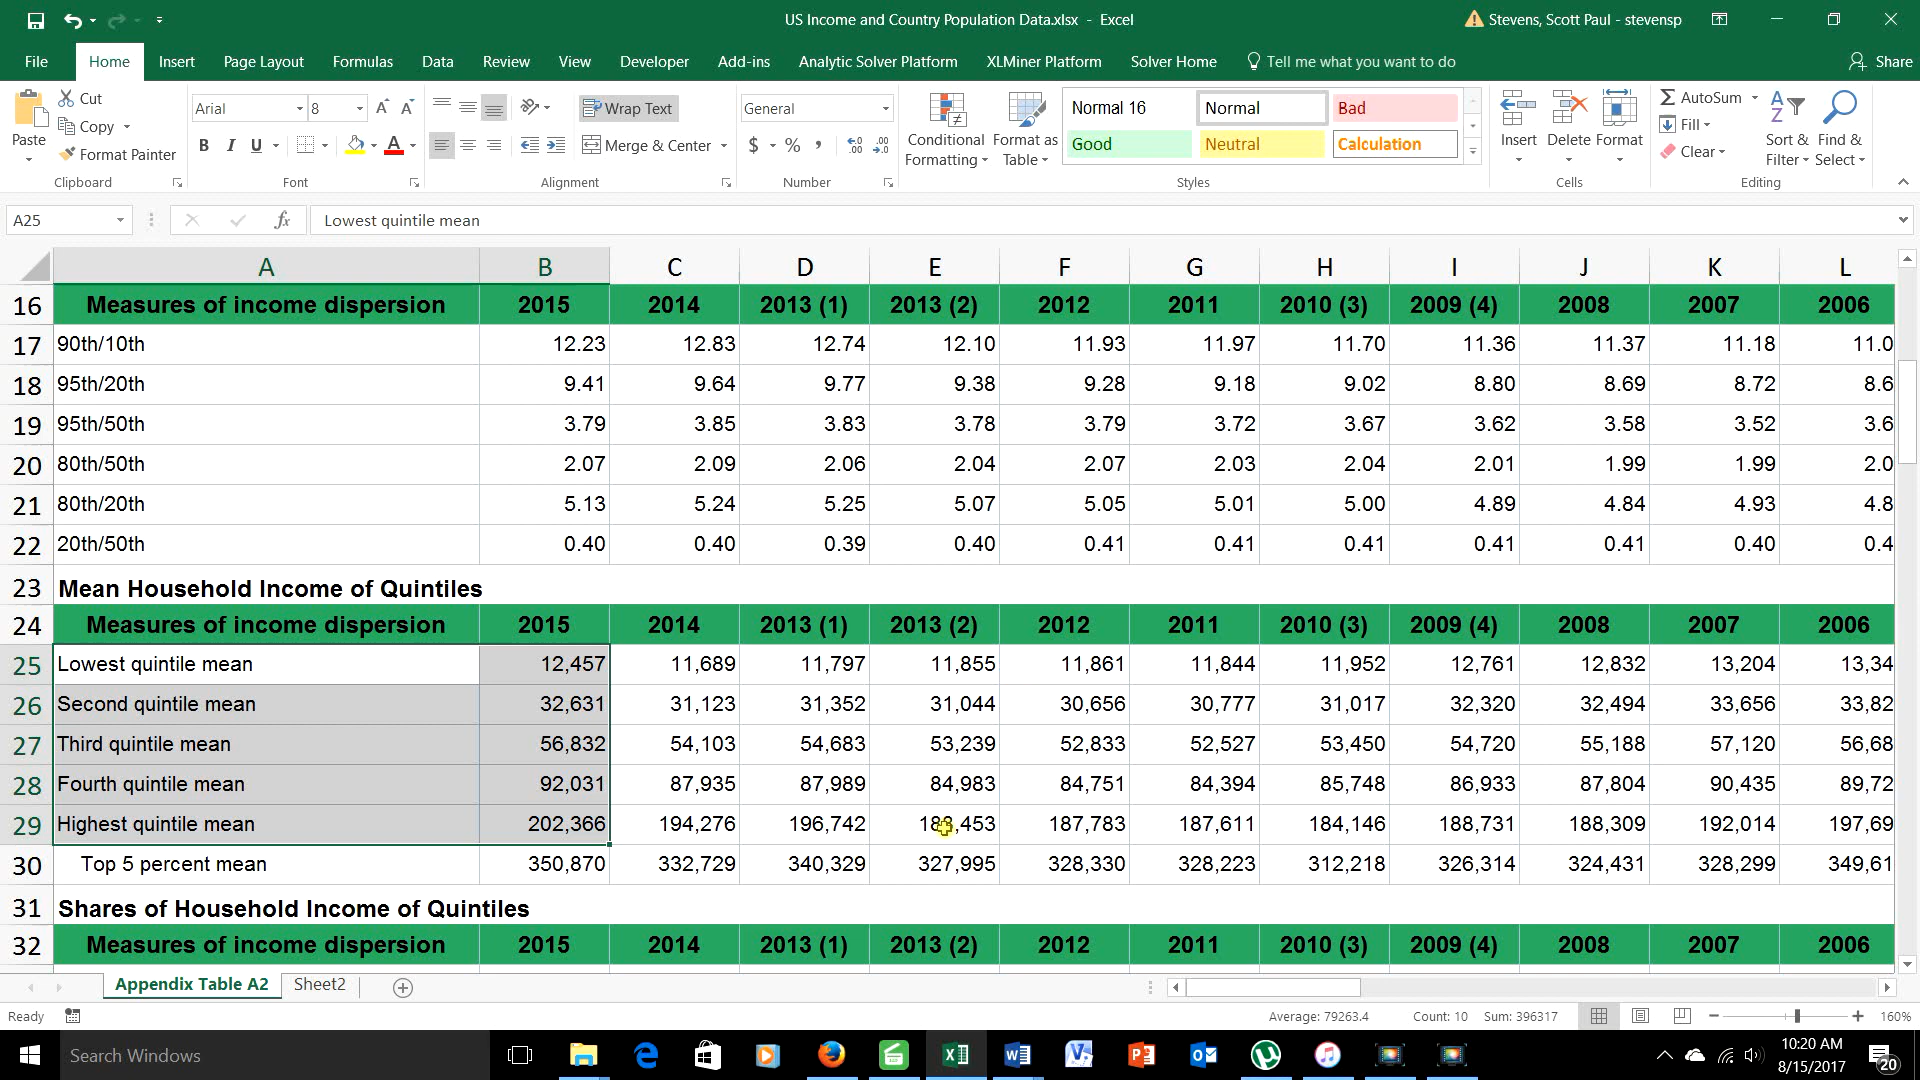 US Income and Country Population Data.xlsx - Excel
Stevens, Scott Paul - stevensp
File Home Insert Page Layout Formulas Data Review View Developer Add-ins Analytic Solver Platform XLMiner Platform Solver Home Tell me what you want to do Share
Paste
Cut
Copy
Format Painter
Clipboard
Arial 8
B I U
Font
Wrap Text
Merge & Center
Alignment
General
$ % ,
Number
Conditional Formatting
Format as Table
Normal 16 Normal Bad
Good Neutral Calculation
Styles
Insert Delete Format
Cells
AutoSum
Fill
Clear
Sort & Filter
Find & Select
Editing
A25 fx Lowest quintile mean
A B C D E F G H I J K L
16 Measures of income dispersion 2015 2014 2013 (1) 2013 (2) 2012 2011 2010 (3) 2009 (4) 2008 2007 2006
17 90th/10th 12.23 12.83 12.74 12.10 11.93 11.97 11.70 11.36 11.37 11.18 11.0
18 95th/20th 9.41 9.64 9.77 9.38 9.28 9.18 9.02 8.80 8.69 8.72 8.6
19 95th/50th 3.79 3.85 3.83 3.78 3.79 3.72 3.67 3.62 3.58 3.52 3.6
20 80th/50th 2.07 2.09 2.06 2.04 2.07 2.03 2.04 2.01 1.99 1.99 2.0
21 80th/20th 5.13 5.24 5.25 5.07 5.05 5.01 5.00 4.89 4.84 4.93 4.8
22 20th/50th 0.40 0.40 0.39 0.40 0.41 0.41 0.41 0.41 0.41 0.40 0.4
23 Mean Household Income of Quintiles
24 Measures of income dispersion 2015 2014 2013 (1) 2013 (2) 2012 2011 2010 (3) 2009 (4) 2008 2007 2006
25 Lowest quintile mean 12,457 11,689 11,797 11,855 11,861 11,844 11,952 12,761 12,832 13,204 13,34
26 Second quintile mean 32,631 31,123 31,352 31,044 30,656 30,777 31,017 32,320 32,494 33,656 33,82
27 Third quintile mean 56,832 54,103 54,683 53,239 52,833 52,527 53,450 54,720 55,188 57,120 56,68
28 Fourth quintile mean 92,031 87,935 87,989 84,983 84,751 84,394 85,748 86,933 87,804 90,435 89,72
29 Highest quintile mean 202,366 194,276 196,742 187,783 187,611 184,146 188,731 188,309 192,014 197,69
30 Top 5 percent mean 350,870 332,729 340,329 327,995 328,330 328,223 312,218 326,314 324,431 328,299 349,61
31 Shares of Household Income of Quintiles
32 Measures of income dispersion 2015 2014 2013 (1) 2013 (2) 2012 2011 2010 (3) 2009 (4) 2008 2007 2006
Appendix Table A2 Sheet2
Ready Average: 79263.4 Count: 10 Sum: 396317 160%
Search Windows
10:20 AM
8/15/2017
20